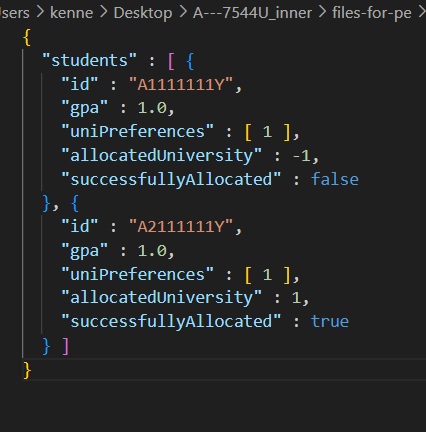 sers > kenne > Desktop > A---7544U_inner > files-for-pe >
{
"students" : [ {
"id" : "A1111111Y",
"gpa" : 1.0,
"uniPreferences" : [ 1 ],
"allocatedUniversity" : -1,
"successfullyAllocated" : false
}, {
"id" : "A2111111Y",
"gpa" : 1.0,
"uniPreferences" : [ 1 ],
"allocatedUniversity" : 1,
"successfullyAllocated" : true
} ]
}